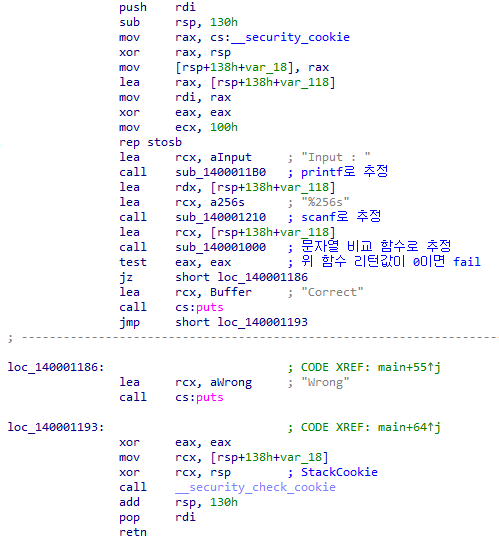 push rdi
sub rsp, 130h
mov rax, cs:__security_cookie
xor rax, rsp
mov [rsp+138h+var_18], rax
lea rax, [rsp+138h+var_118]
mov rdi, rax
xor eax, eax
mov ecx, 100h
rep stosb
lea rcx, aInput ; "Input : "
call sub_1400011B0 ; printf로 추정
lea rdx, [rsp+138h+var_118]
lea rcx, a256s ; "%256s"
call sub_140001210 ; scanf로 추정
lea rcx, [rsp+138h+var_118]
call sub_140001000 ; 문자열 비교 함수로 추정
test eax, eax ; 위 함수 리턴값이 0이면 fail
jz short loc_140001186
lea rcx, Buffer ; "Correct"
call cs:puts
jmp short loc_140001193
; ---------------------------------------------------------------------------
loc_140001186: ; CODE XREF: main+55↑j
lea rcx, aWrong ; "Wrong"
call cs:puts
loc_140001193: ; CODE XREF: main+64↑j
xor eax, eax
mov rcx, [rsp+138h+var_18]
xor rcx, rsp ; StackCookie
call __security_check_cookie
add rsp, 130h
pop rdi
retn